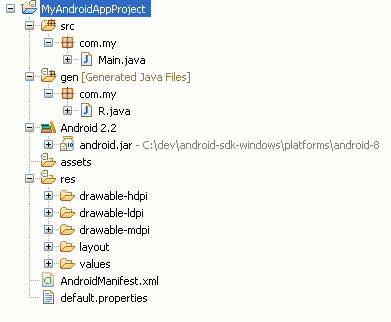 MyAndroidAppProject
src
com.my
Main.java
gen [Generated Java Files]
com.my
R.java
Android 2.2
android.jar - C:\dev\android-sdk-windows\platforms\android-8
assets
res
drawable-hdpi
drawable-ldpi
drawable-mdpi
layout
values
AndroidManifest.xml
default.properties